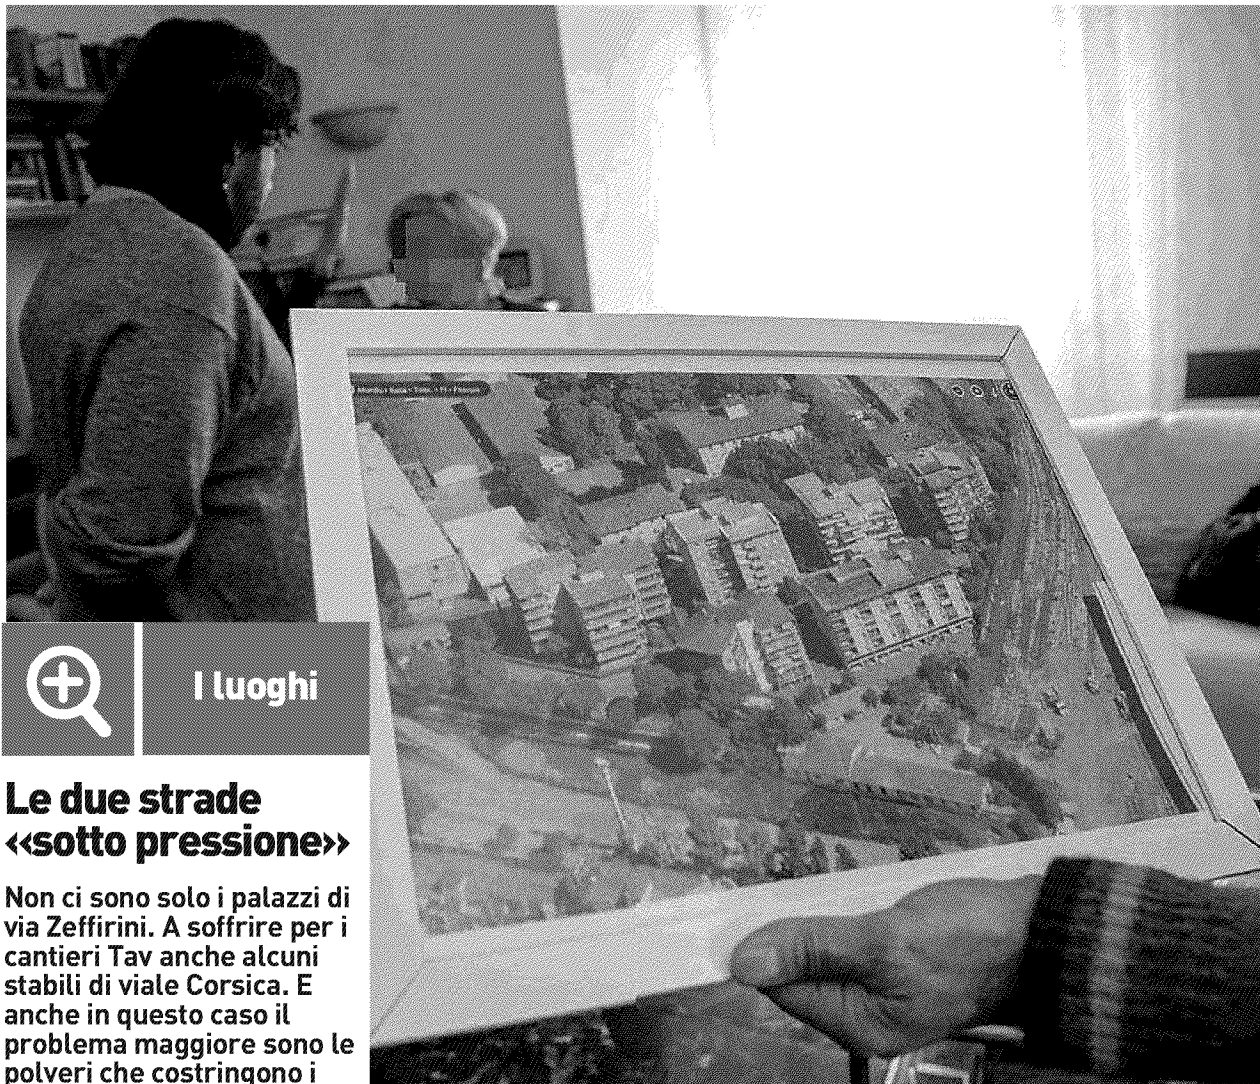 I luoghi
Le due strade
«sotto pressione»
Non ci sono solo i palazzi di
via Zeffirini. A soffrire per i
cantieri Tav anche alcuni
stabili di viale Corsica. E
anche in questo caso il
problema maggiore sono le
polveri che costringono i